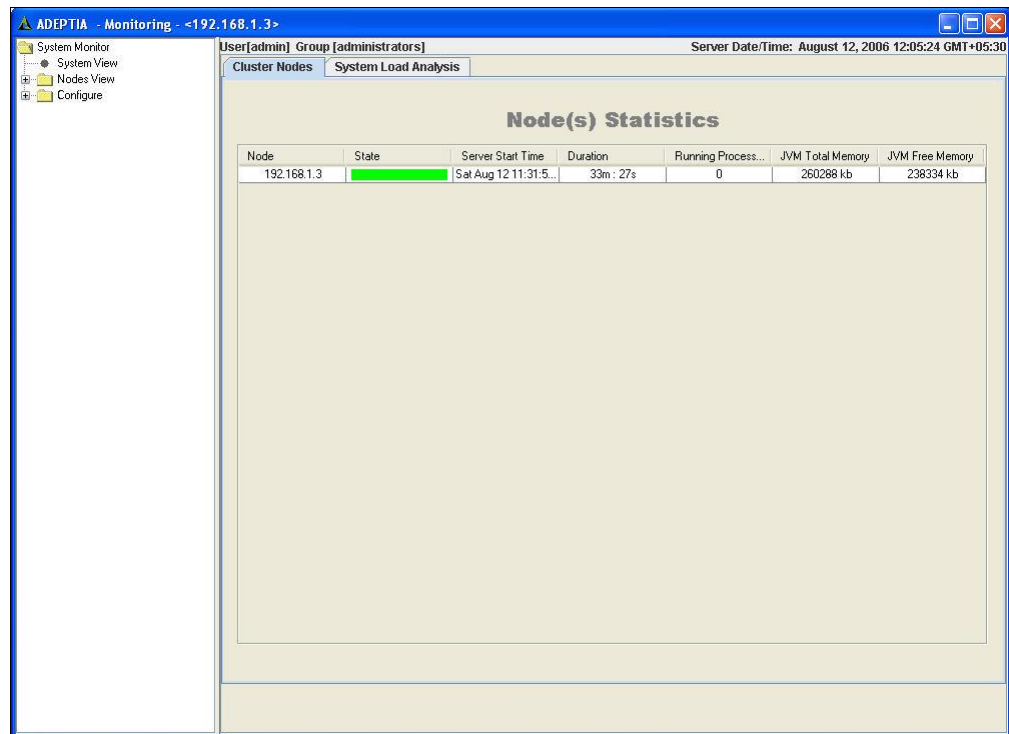 ADEPTIA - Monitoring - <192.168.1.3>
System Monitor
System View
Nodes View
Configure
User[admin] Group [administrators]
Server Date/Time: August 12, 2006 12:05:24 GMT+05:30
Cluster Nodes
System Load Analysis
Node(s) Statistics
Node State Server Start Time Duration Running Process... JVM Total Memory JVM Free Memory
192.168.1.3 Sat Aug 12 11:31:5... 33m : 27s 0 260288 kb 238334 kb